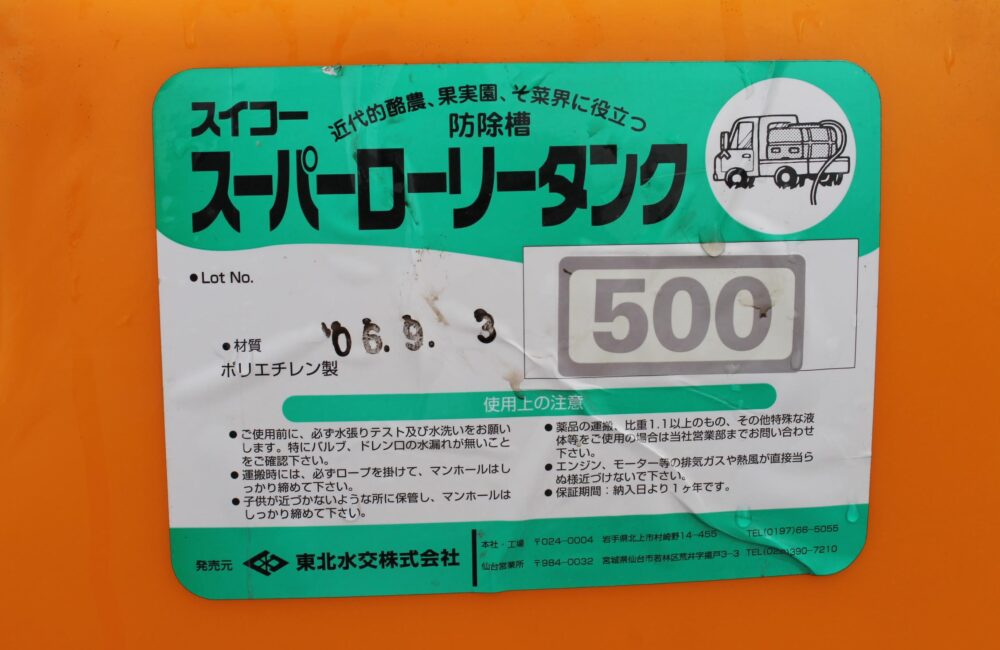 スイコー
近代的酪農、果実園、そ菜界に役立つ
防除槽
スーパーローリータンク
●Lot No.
500
'06.9. 3
●材質
ポリエチレン製
使用上の注意
●ご使用前に、必ず水張りテスト及び水洗いをお願い
します。特にバルブ、ドレン口の水漏れが無いこと
をご確認下さい。
●運搬時には、必ずロープを掛けて、マンホールはし
っかり締めて下さい。
●子供が近づかないような所に保管し、マンホールは
しっかり締めて下さい。
●薬品の運搬、比重1.1以上のもの、その他特殊な液
体等をご使用の場合は当社営業部までお問い合わせ
下さい。
●エンジン、モーター等の排気ガスや熱風が直接当ら
ぬ様近づけないで下さい。
●保証期間：納入日より1ヶ年です。
発売元 東北水交株式会社
本社・工場 〒024-0004 岩手県北上市村崎野14-455 TEL(0197)66-5055
仙台営業所 〒984-0032 宮城県仙台市若林区荒井字盛戸3-3 TEL(022)390-7210